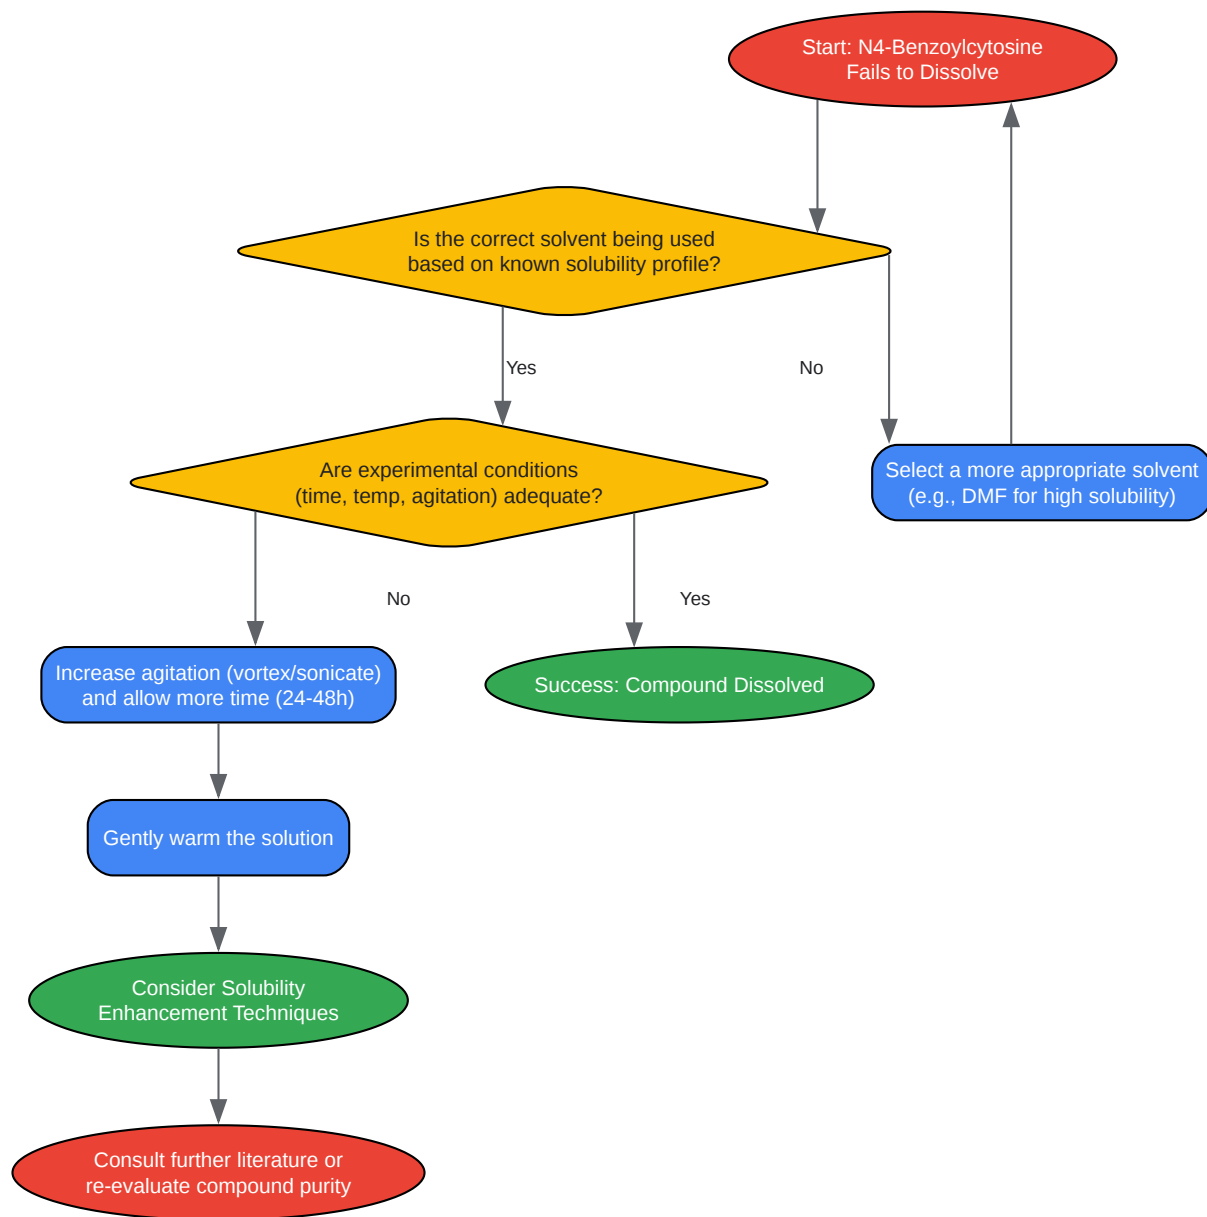 Start: N4-Benzoylcytosine
Fails to Dissolve
Is the correct solvent being used
based on known solubility profile?
Yes
No
Are experimental conditions
(time, temp, agitation) adequate?
Select a more appropriate solvent
(e.g., DMF for high solubility)
No
Yes
Increase agitation (vortex/sonicate)
and allow more time (24-48h)
Success: Compound Dissolved
Gently warm the solution
Consider Solubility
Enhancement Techniques
Consult further literature or
re-evaluate compound purity